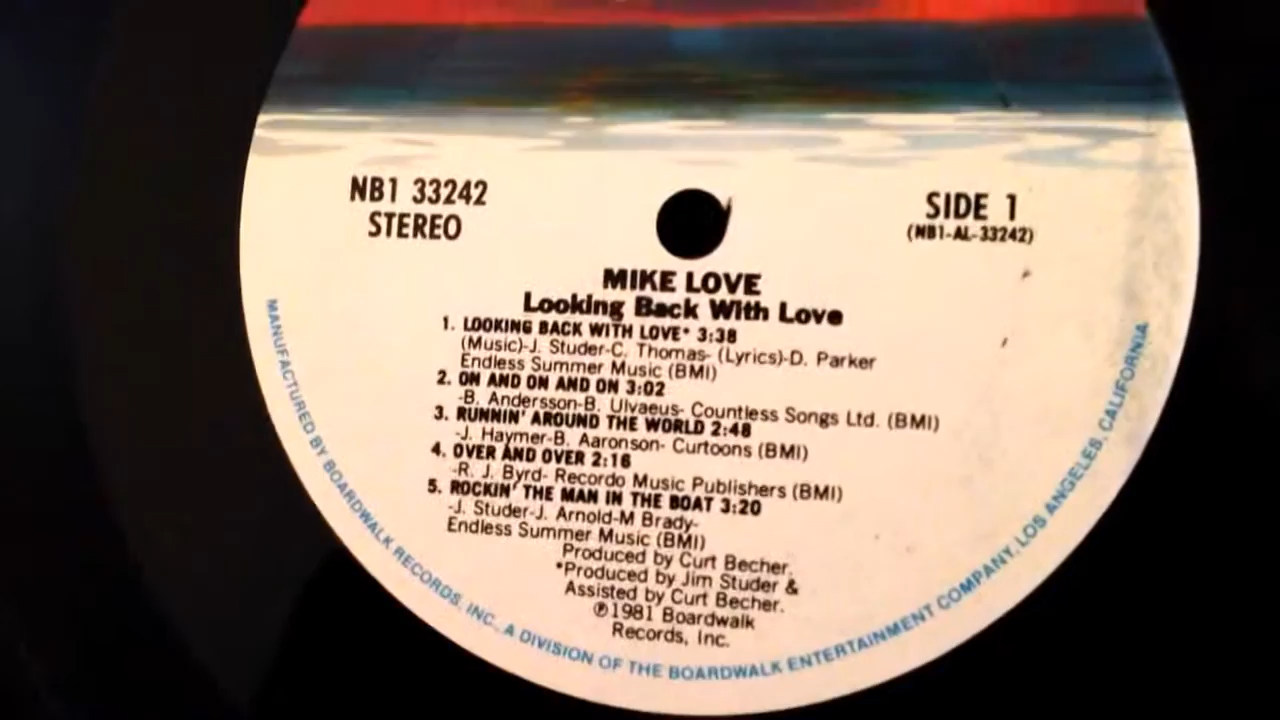 NB1 33242
STEREO
SIDE 1
(NB1-AL-33242)
MIKE LOVE
Looking Back With Love
1. LOOKING BACK WITH LOVE* 3:38
(Music)-J. Studer-C. Thomas- (Lyrics)-D. Parker
Endless Summer Music (BMI)
2. ON AND ON AND ON 3:02
-B. Andersson-B. Ulvaeus- Countless Songs Ltd. (BMI)
3. RUNNIN' AROUND THE WORLD 2:48
-J. Haymer-B. Aaronson- Curtoons (BMI)
4. OVER AND OVER 2:16
-R. J. Byrd- Recordo Music Publishers (BMI)
5. ROCKIN' THE MAN IN THE BOAT 3:20
-J. Studer-J. Arnold-M Brady-
Endless Summer Music (BMI)
Produced by Curt Becher.
*Produced by Jim Studer &
Assisted by Curt Becher.
℗1981 Boardwalk
Records, Inc.
MANUFACTURED BY BOARDWALK RECORDS, INC., A DIVISION OF THE BOARDWALK ENTERTAINMENT COMPANY, LOS ANGELES, CALIFORNIA